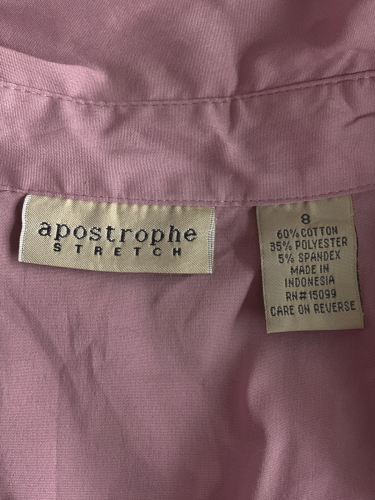 apostrophe
STRETCH
8
60% COTTON
35% POLYESTER
5% SPANDEX
MADE IN
INDONESIA
RN# 15099
CARE ON REVERSE